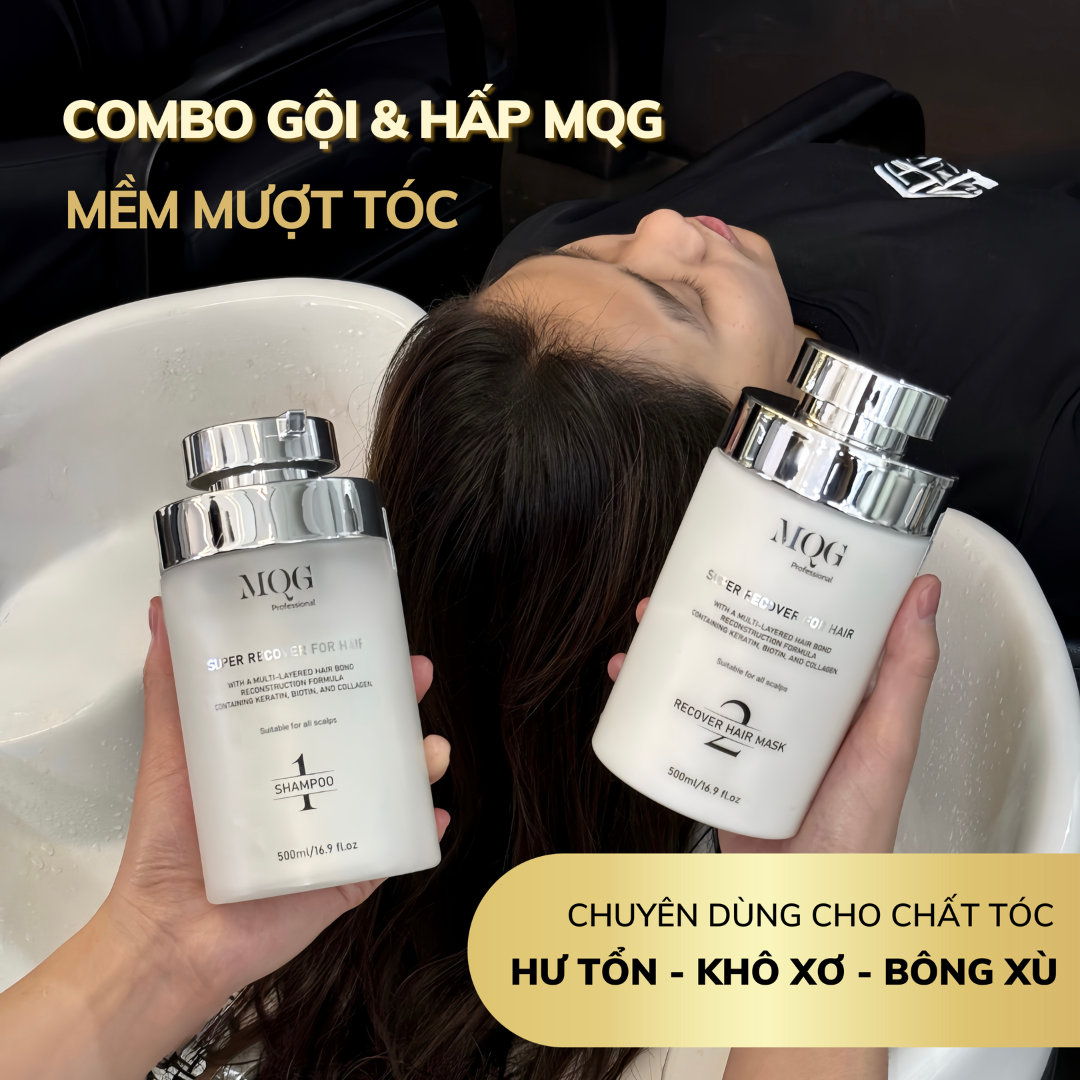 COMBO GỘI & HẤP MQG
MỀM MƯỢT TÓC
MQG
Professional
SUPER RECOVER FOR HAIR
WITH A MULTI-LAYERED HAIR BOND
RECONSTRUCTION FORMULA
CONTAINING KERATIN, BIOTIN, AND COLLAGEN
Suitable for all scalps
1
SHAMPOO
500ml/16.9 fl.oz
MQG
Professional
SUPER RECOVER FOR HAIR
WITH A MULTI-LAYERED HAIR BOND
RECONSTRUCTION FORMULA
CONTAINING KERATIN, BIOTIN, AND COLLAGEN
Suitable for all scalps
2
RECOVER HAIR MASK
500ml/16.9 fl.oz
CHUYÊN DÙNG CHO CHẤT TÓC
HƯ TỔN - KHÔ XƠ - BÔNG XÙ